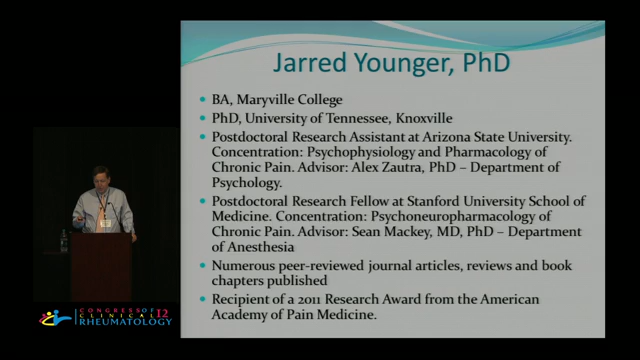 Jarred Younger, PhD
BA, Maryville College
PhD, University of Tennessee, Knoxville
Postdoctoral Research Assistant at Arizona State University.
Concentration: Psychophysiology and Pharmacology of
Chronic Pain. Advisor: Alex Zautra, PhD – Department of
Psychology.
Postdoctoral Research Fellow at Stanford University School of
Medicine. Concentration: Psychoneuropharmacology of
Chronic Pain. Advisor: Sean Mackey, MD, PhD – Department
of Anesthesia
Numerous peer-reviewed journal articles, reviews and book
chapters published
Recipient of a 2011 Research Award from the American
Academy of Pain Medicine.
CONGRESS OF 12
CLINICAL
RHEUMATOLOGY